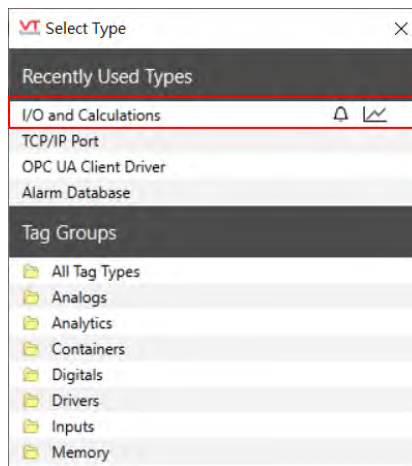 VT Select Type
Recently Used Types
I/O and Calculations
TCP/IP Port
OPC UA Client Driver
Alarm Database
Tag Groups
All Tag Types
Analogs
Analytics
Containers
Digitals
Drivers
Inputs
Memory